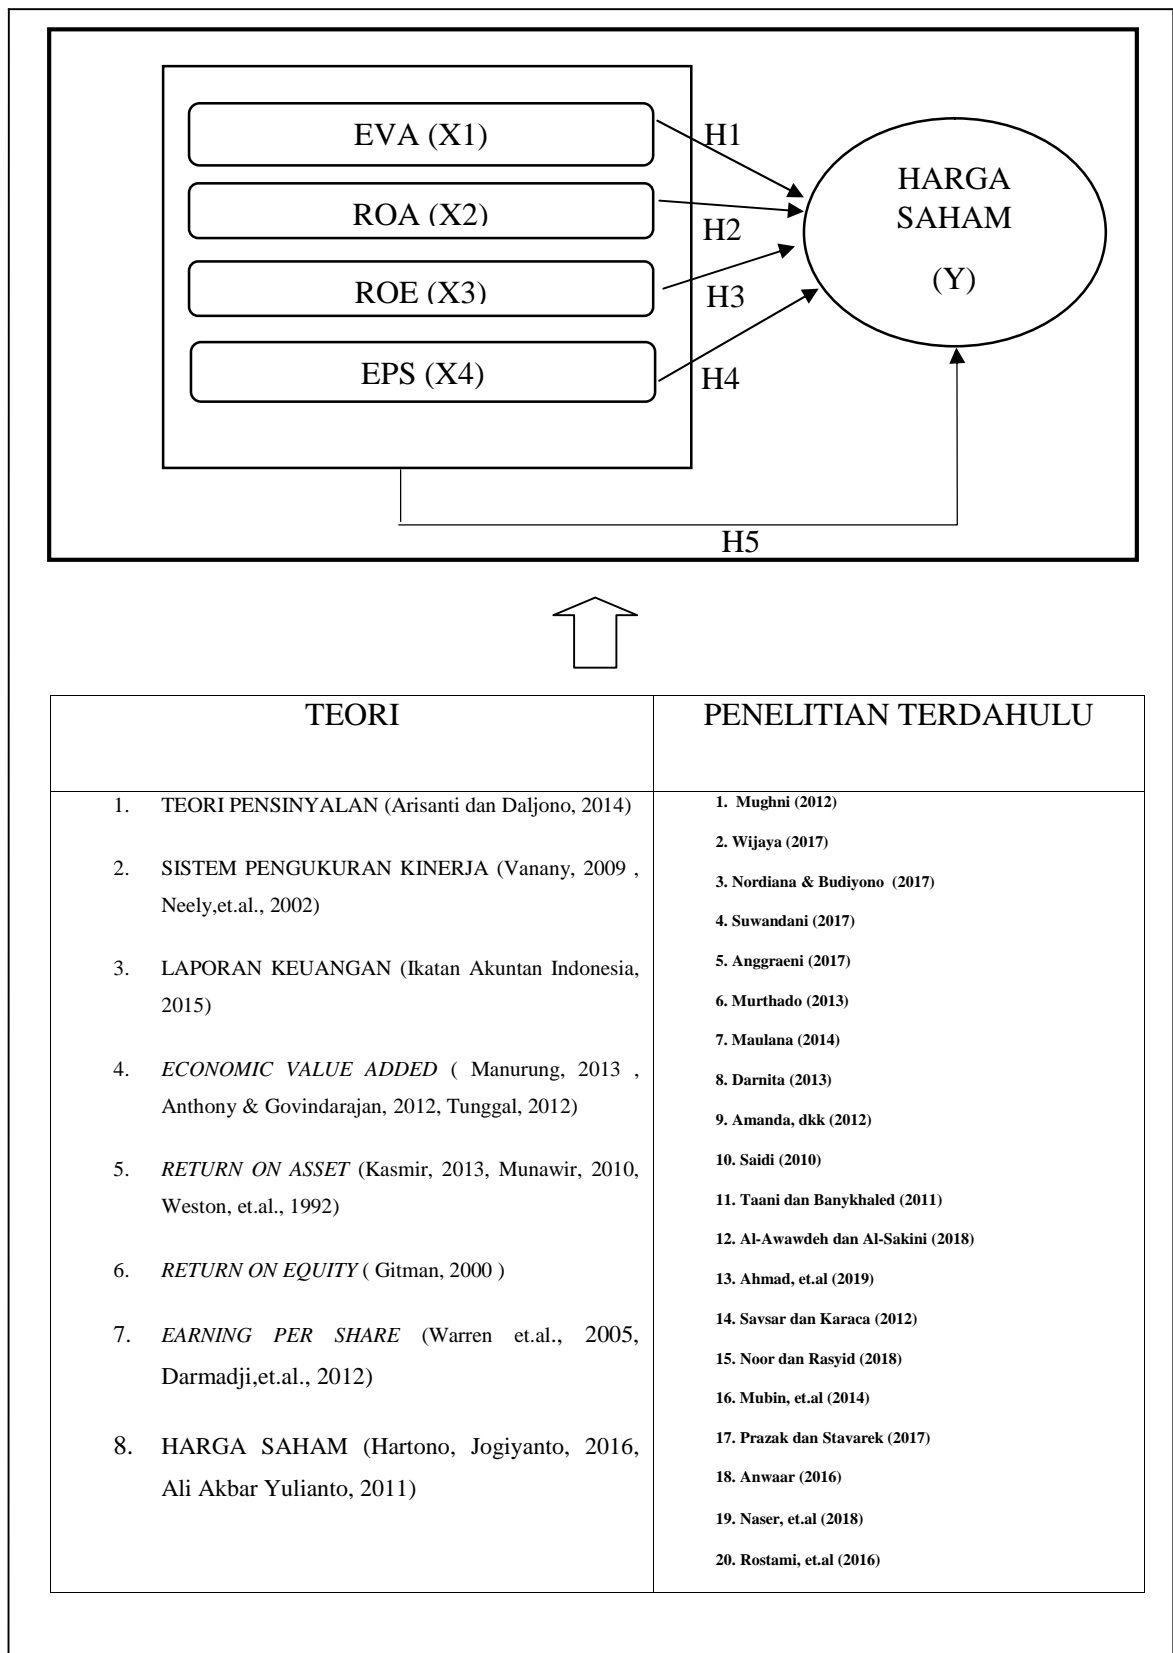 EVA (X1)
ROA (X2)
ROE (X3)
EPS (X4)
H1
H2
H3
H4
HARGA
SAHAM
(Y)
H5
TEORI
1. TEORI PENSINYALAN (Arisanti dan Daljono, 2014)
2. SISTEM PENGUKURAN KINERJA (Vanany, 2009 ,
Neely,et.al., 2002)
3. LAPORAN KEUANGAN (Ikatan Akuntan Indonesia,
2015)
4. ECONOMIC VALUE ADDED ( Manurung, 2013 ,
Anthony & Govindarajan, 2012, Tunggal, 2012)
5. RETURN ON ASSET (Kasmir, 2013, Munawir, 2010,
Weston, et.al., 1992)
6. RETURN ON EQUITY ( Gitman, 2000 )
7. EARNING PER SHARE (Warren et.al., 2005,
Darmadji,et.al., 2012)
8. HARGA SAHAM (Hartono, Jogiyanto, 2016,
Ali Akbar Yulianto, 2011)
PENELITIAN TERDAHULU
1. Mughni (2012)
2. Wijaya (2017)
3. Nordiana & Budiyono (2017)
4. Suwandani (2017)
5. Anggraeni (2017)
6. Murthado (2013)
7. Maulana (2014)
8. Darnita (2013)
9. Amanda, dkk (2012)
10. Saidi (2010)
11. Taani dan Banykhaled (2011)
12. Al-Awawdeh dan Al-Sakini (2018)
13. Ahmad, et.al (2019)
14. Savsar dan Karaca (2012)
15. Noor dan Rasyid (2018)
16. Mubin, et.al (2014)
17. Prazak dan Stavarek (2017)
18. Anwaar (2016)
19. Naser, et.al (2018)
20. Rostami, et.al (2016)